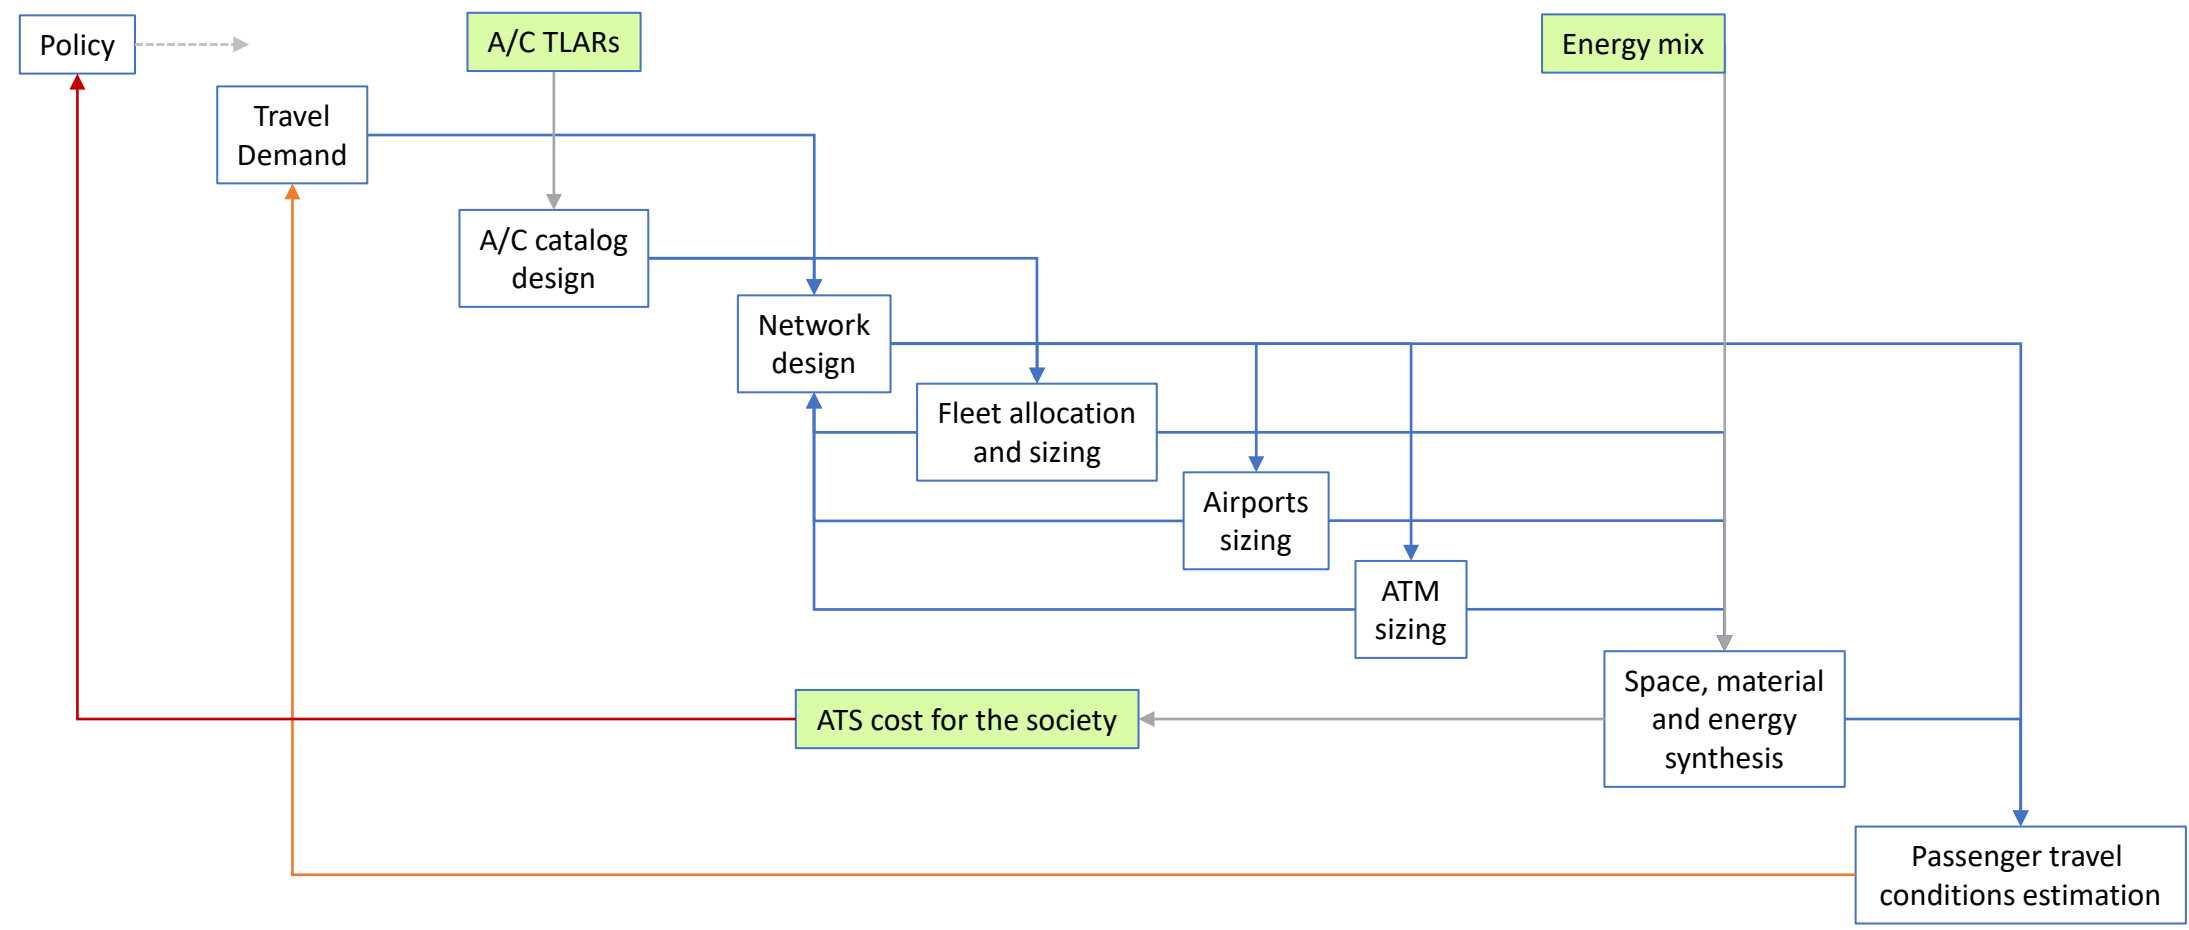 Policy
A/C TLARs
Energy mix
Travel
Demand
A/C catalog
design
Network
design
Fleet allocation
and sizing
Airports
sizing
ATM
sizing
Space, material
and energy
synthesis
ATS cost for the society
Passenger travel
conditions estimation